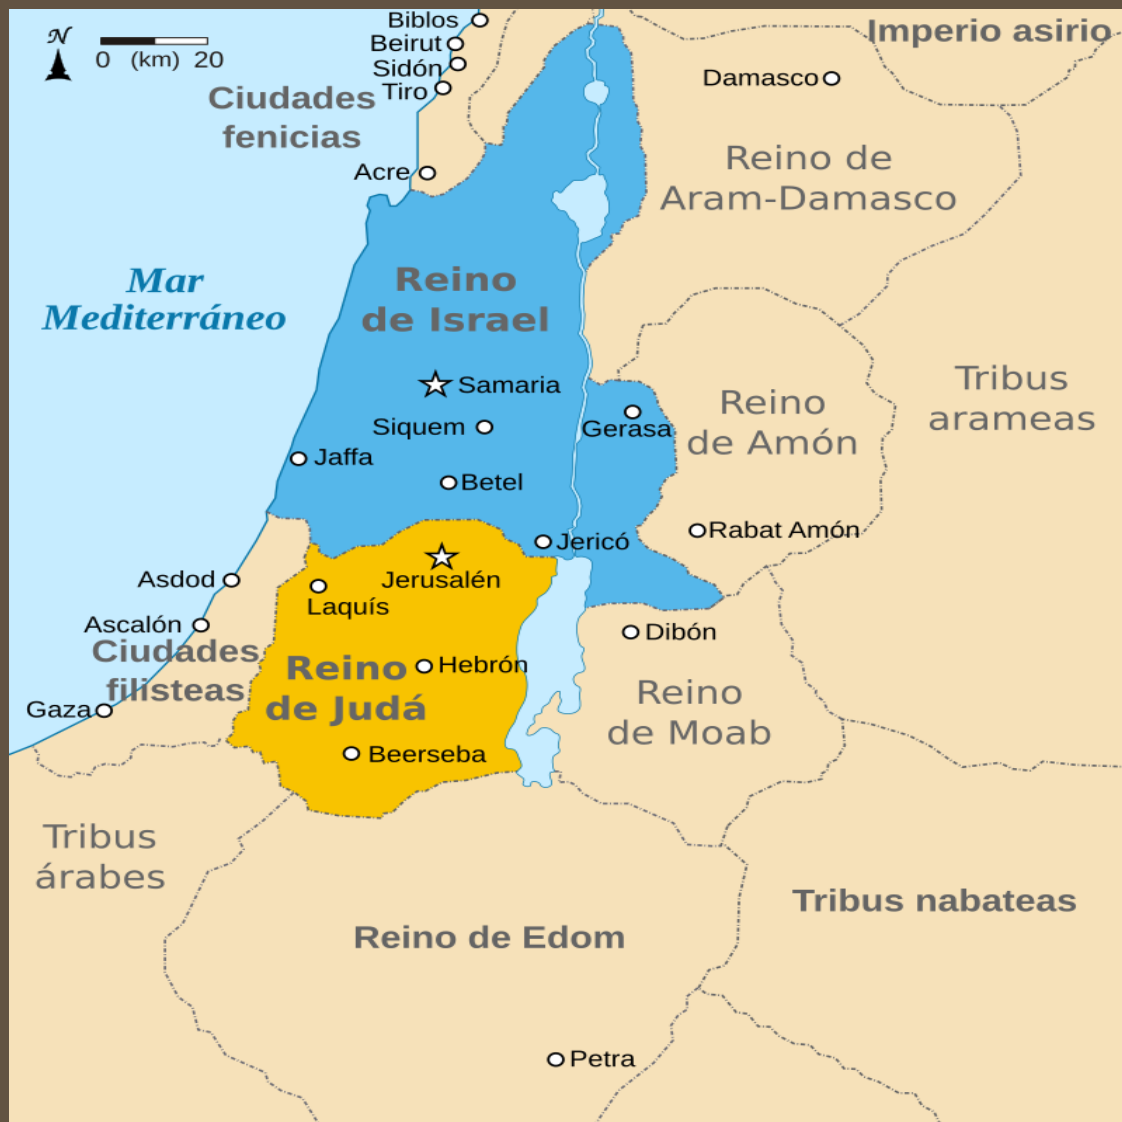 Biblos
Imperio asirio
N
Beirut
0 (km) 20
Sidón
Damasco
Tiro
Ciudades
fenicias
Reino de
Aram-Damasco
Acre
Mar
Mediterráneo
Reino
de Israel
Samaria
Tribus
arameas
Reino
de Amón
Siquem
Gerasa
Jaffa
Betel
Rabat Amón
Jericó
Jerusalén
Asdod
Laquís
Ascalón
Dibón
Ciudades
filisteas
Reino
de Judá
Hebrón
Reino
de Moab
Gaza
Beerseba
Tribus
árabes
Tribus nabateas
Reino de Edom
Petra